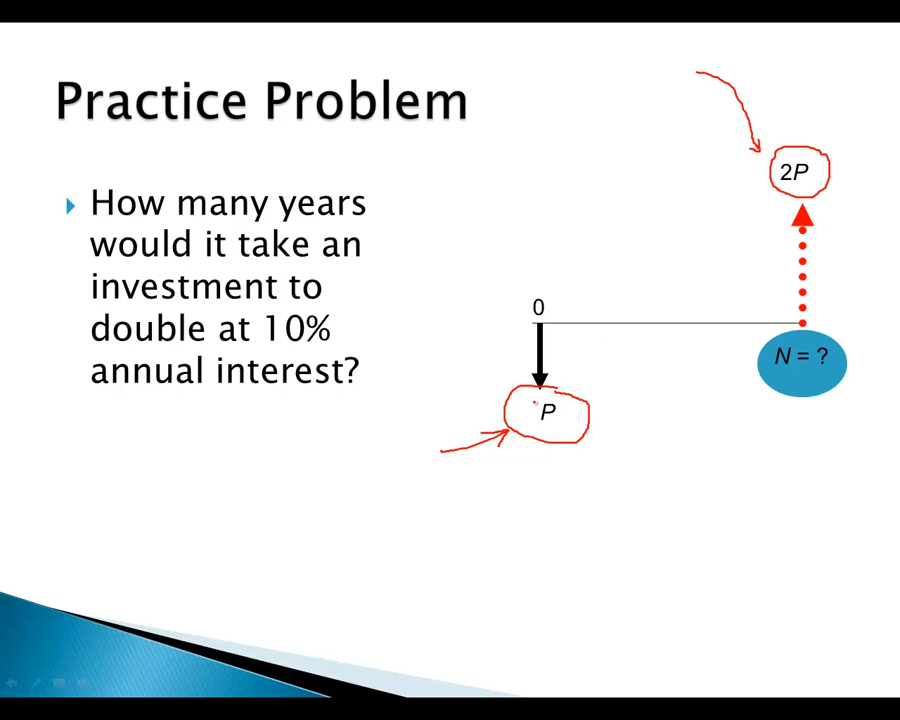 Practice Problem
How many years
would it take an
investment to
double at 10%
annual interest?
2P
0
N = ?
P